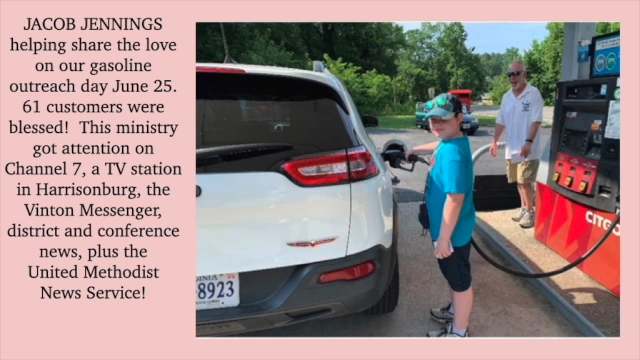 JACOB JENNINGS
helping share the love
on our gasoline
outreach day June 25.
61 customers were
blessed! This ministry
got attention on
Channel 7, a TV station
in Harrisonburg, the
Vinton Messenger,
district and conference
news, plus the
United Methodist
News Service!
8923
CITGO